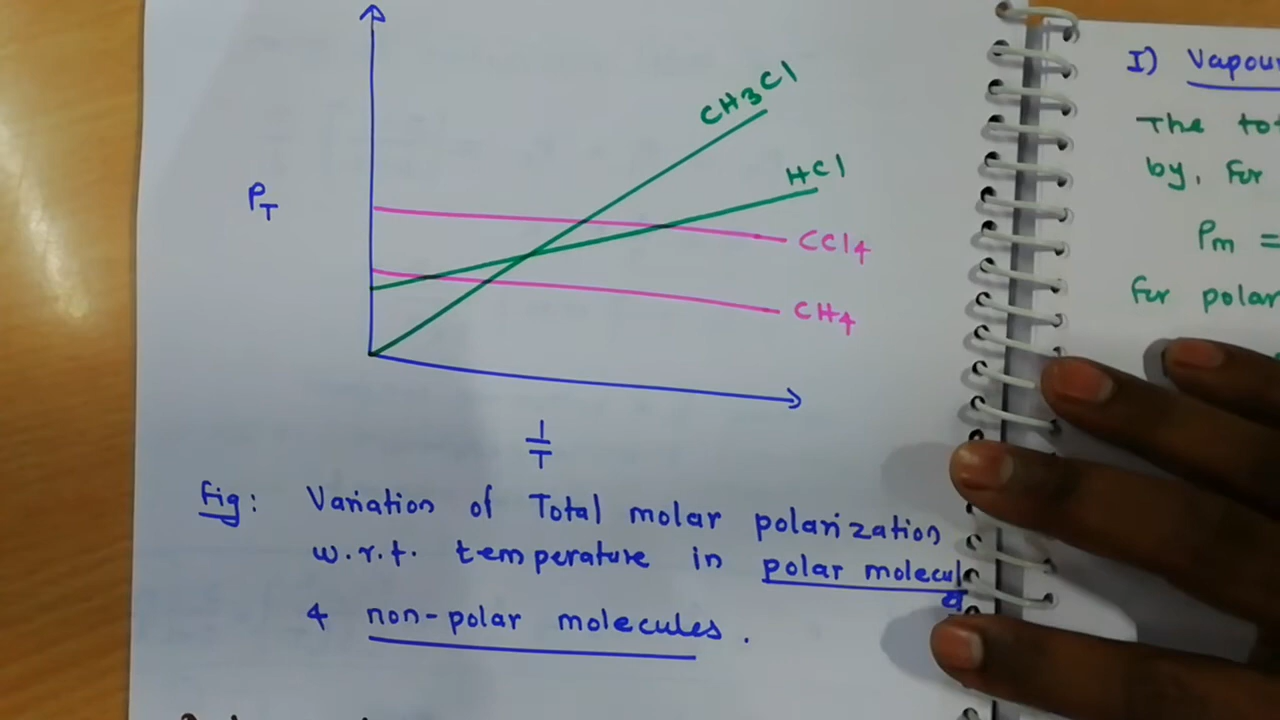 CH3Cl
HCl
PT
CCl4
CH4
1/T
Fig: Variation of Total molar polarization
w.r.t. temperature in polar molecul
& non-polar molecules.
I) Vapour
The tot
by, For
Pm =
for polar